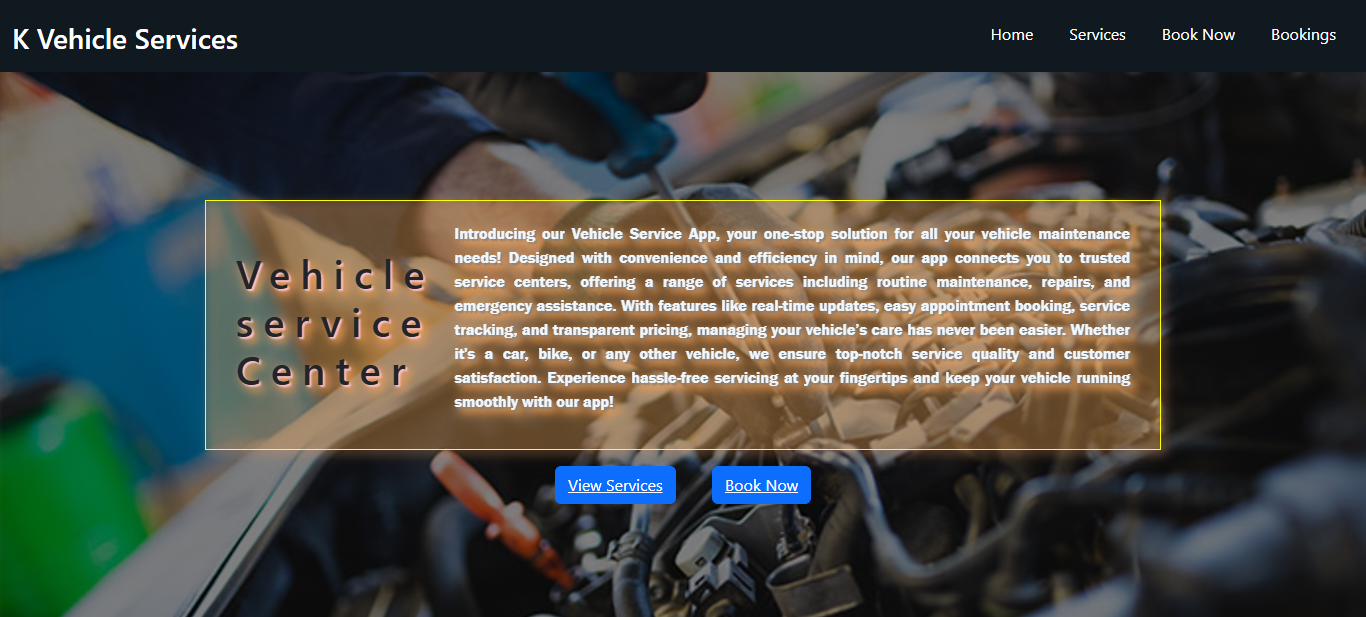 K Vehicle Services
Home Services Book Now Bookings
Vehicle
service
Center
Introducing our Vehicle Service App, your one-stop solution for all your vehicle maintenance
needs! Designed with convenience and efficiency in mind, our app connects you to trusted
service centers, offering a range of services including routine maintenance, repairs, and
emergency assistance. With features like real-time updates, easy appointment booking, service
tracking, and transparent pricing, managing your vehicle's care has never been easier. Whether
it's a car, bike, or any other vehicle, we ensure top-notch service quality and customer
satisfaction. Experience hassle-free servicing at your fingertips and keep your vehicle running
smoothly with our app!
View Services Book Now